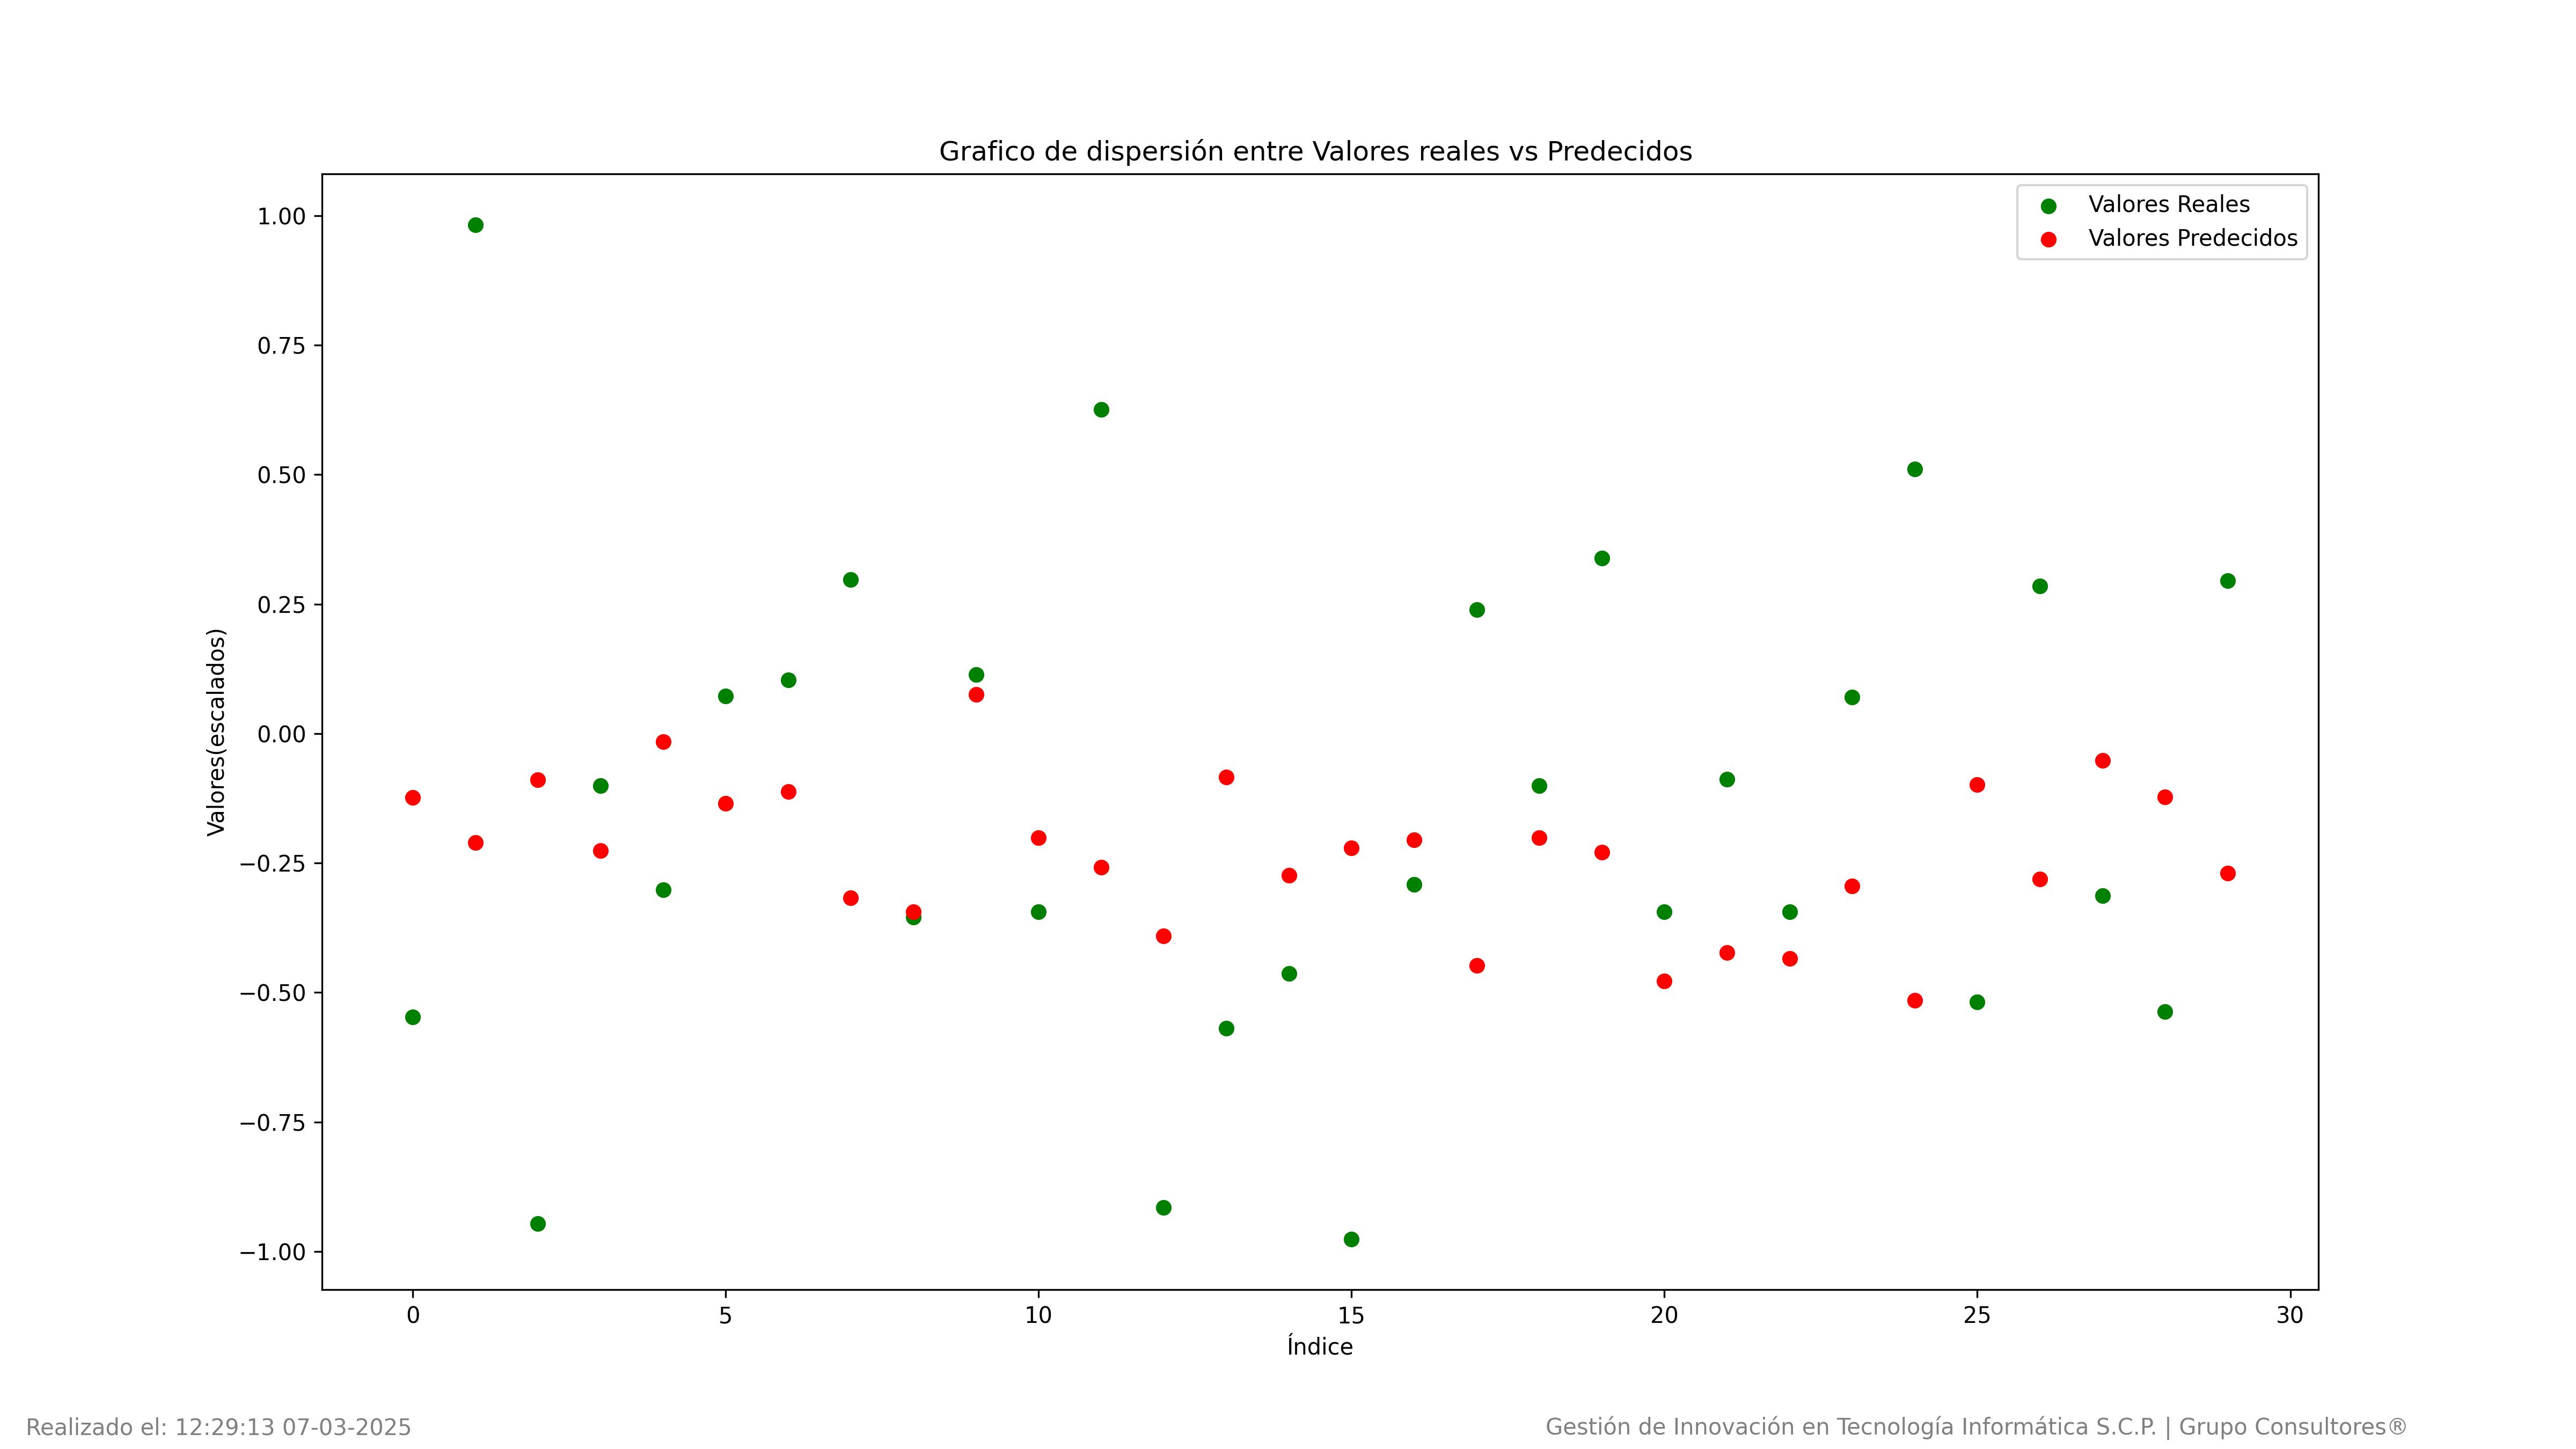 Grafico de dispersión entre Valores reales vs Predecidos
Valores Reales
Valores Predecidos
1.00
0.75
0.50
0.25
0.00
−0.25
−0.50
−0.75
−1.00
Valores(escalados)
0 5 10 15 20 25 30
Índice
Realizado el: 12:29:13 07-03-2025
Gestión de Innovación en Tecnología Informática S.C.P. | Grupo Consultores®